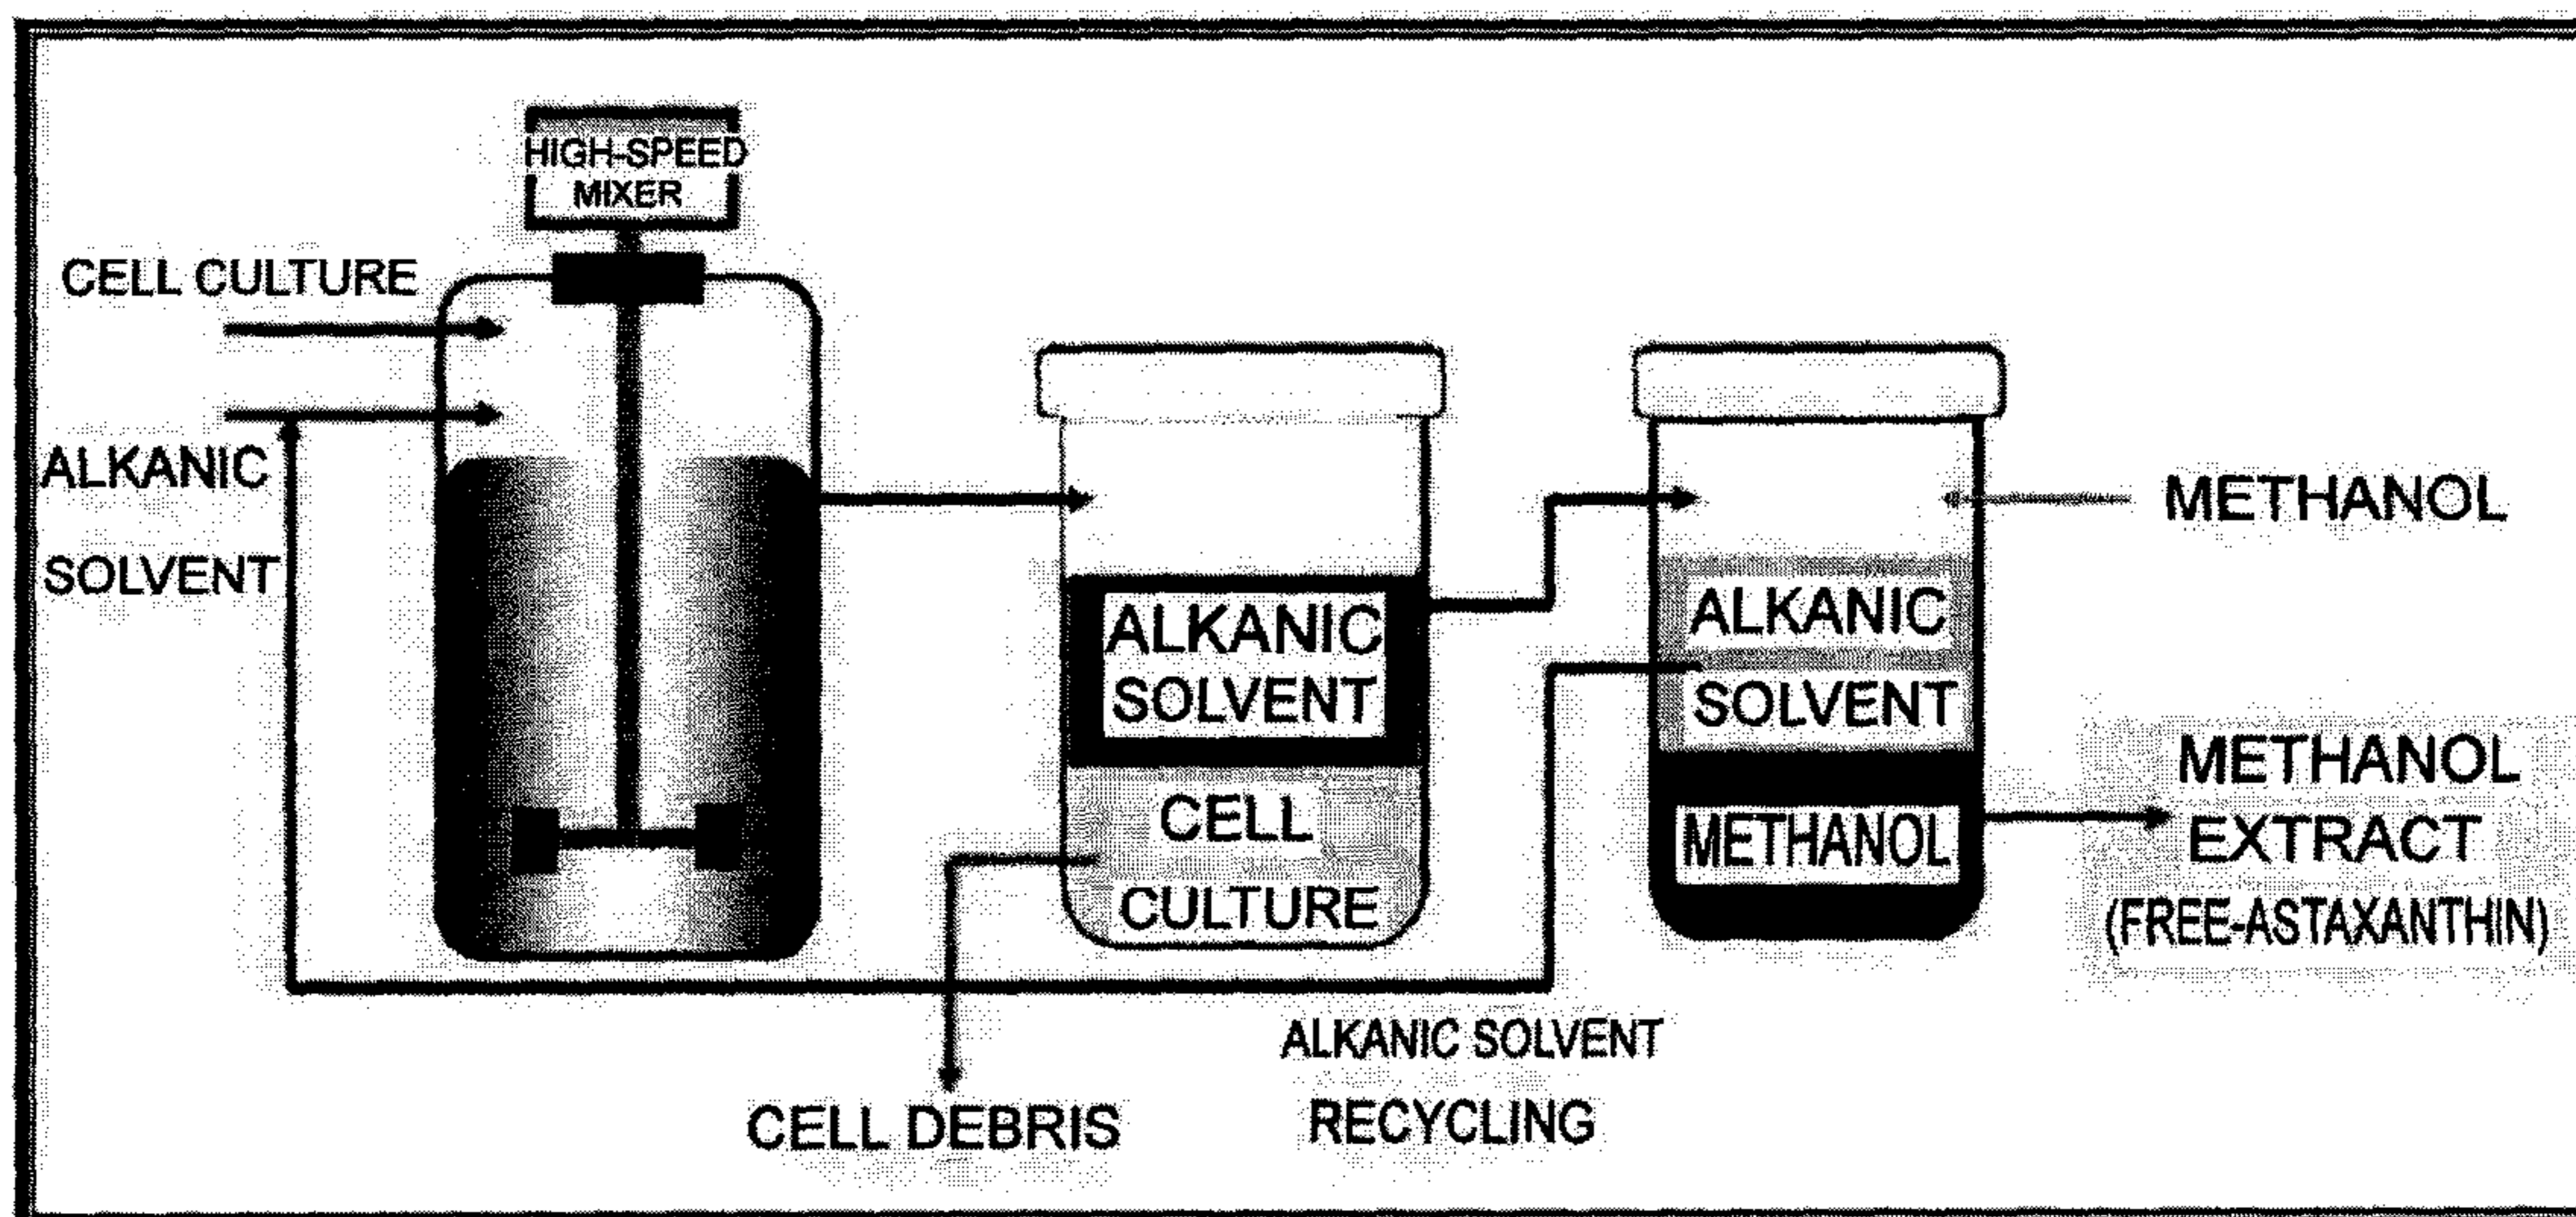 HIGH-SPEED
MIXER
CELL CULTURE
ALKANIC
SOLVENT
ALKANIC
SOLVENT
CELL
CULTURE
ALKANIC
SOLVENT
METHANOL
METHANOL
METHANOL
EXTRACT
(FREE-ASTAXANTHIN)
CELL DEBRIS
ALKANIC SOLVENT
RECYCLING